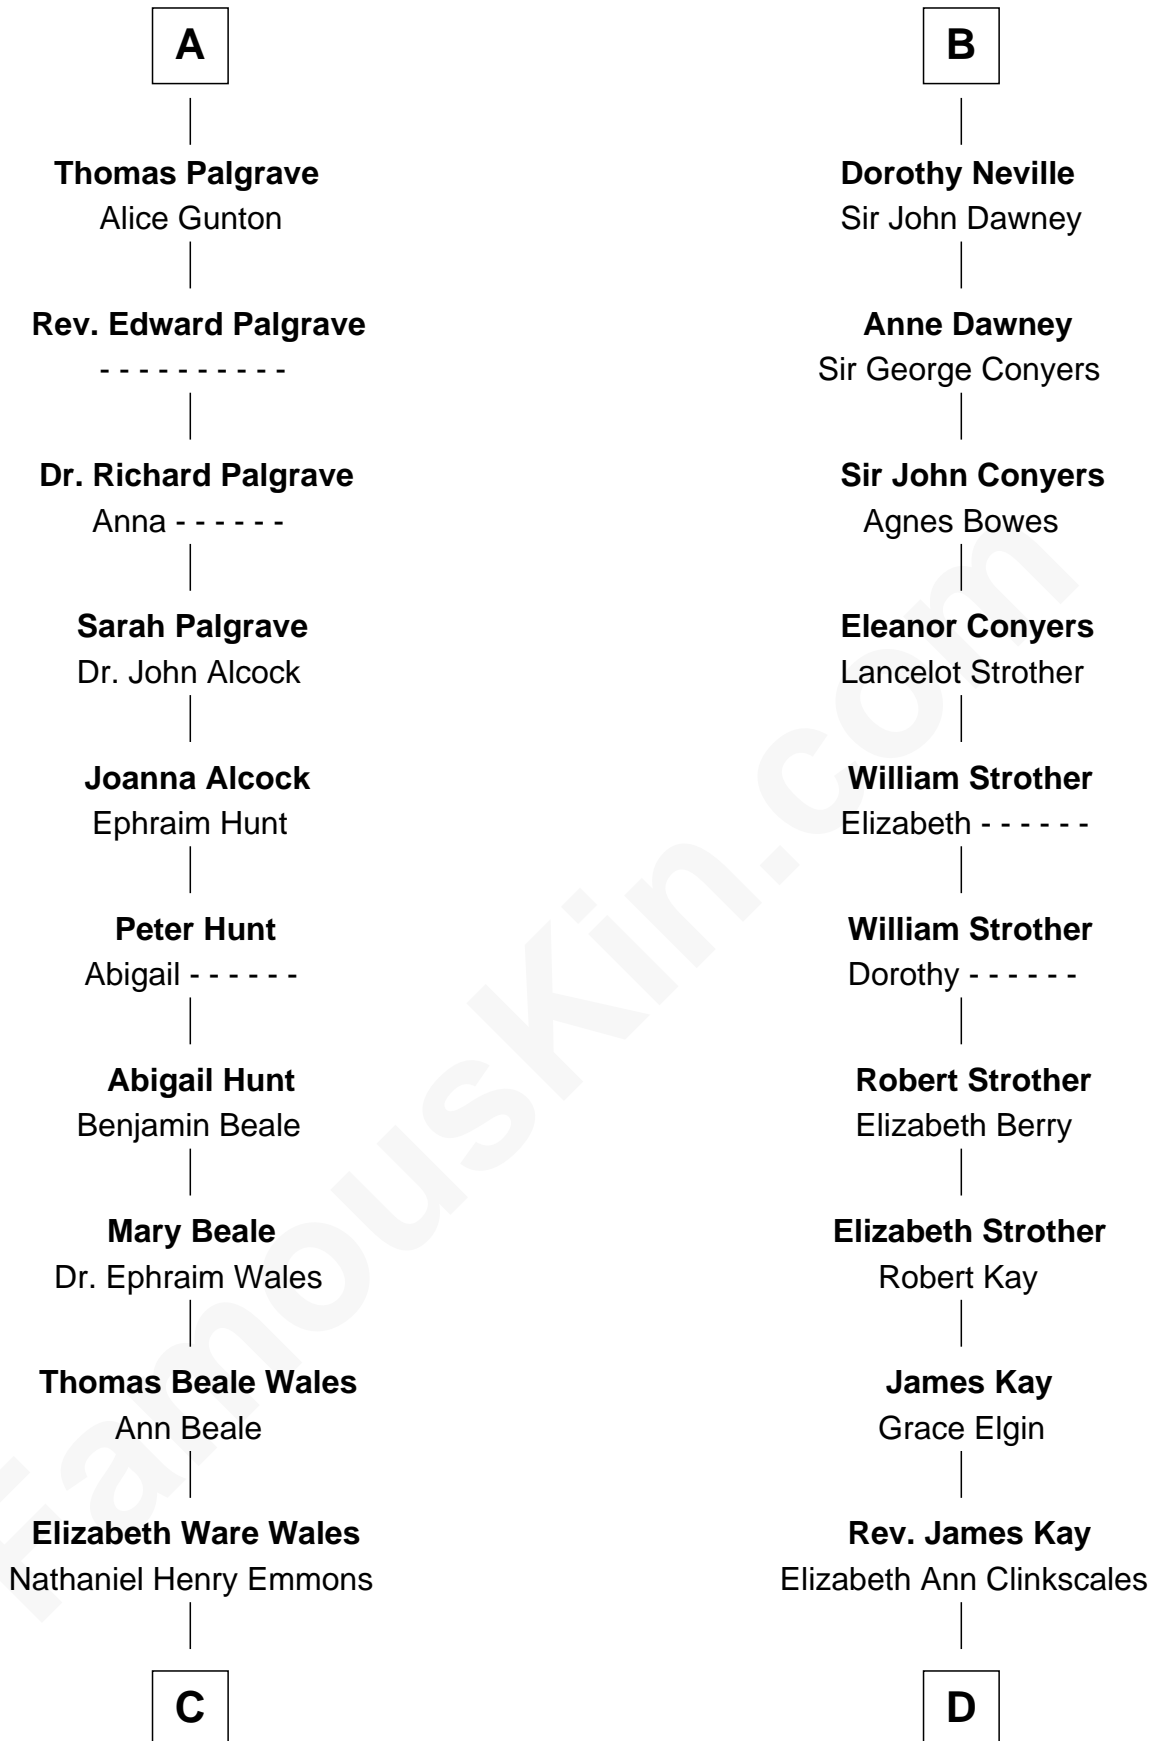 A
Thomas Palgrave
Alice Gunton
Rev. Edward Palgrave
- - - - - - - - - -
Dr. Richard Palgrave
Anna - - - - - -
Sarah Palgrave
Dr. John Alcock
Joanna Alcock
Ephraim Hunt
Peter Hunt
Abigail - - - - - -
Abigail Hunt
Benjamin Beale
Mary Beale
Dr. Ephraim Wales
Thomas Beale Wales
Ann Beale
Elizabeth Ware Wales
Nathaniel Henry Emmons
C
B
Dorothy Neville
Sir John Dawney
Anne Dawney
Sir George Conyers
Sir John Conyers
Agnes Bowes
Eleanor Conyers
Lancelot Strother
William Strother
Elizabeth - - - - - -
William Strother
Dorothy - - - - - -
Robert Strother
Elizabeth Berry
Elizabeth Strother
Robert Kay
James Kay
Grace Elgin
Rev. James Kay
Elizabeth Ann Clinkscales
D
FamousKin.com